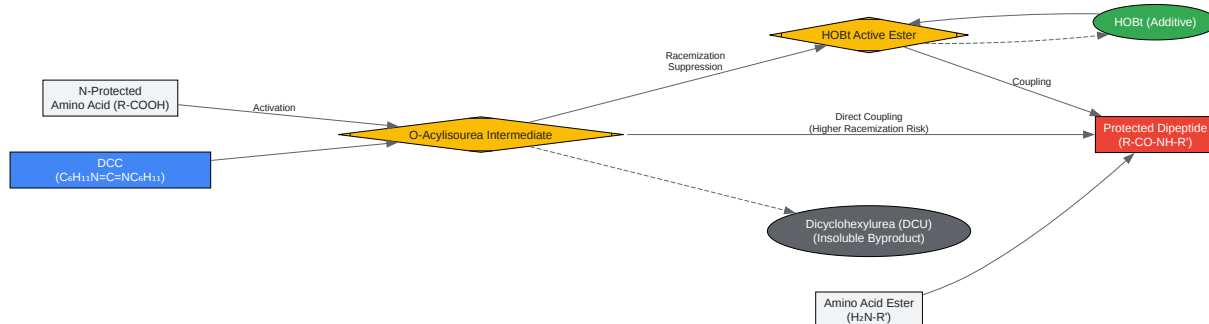 HOBt (Additive)
HOBt Active Ester
Racemization
Suppression
N-Protected
Amino Acid (R-COOH)
Activation
Coupling
O-Acylisourea Intermediate
Direct Coupling
(Higher Racemization Risk)
Protected Dipeptide
(R-CO-NH-R')
DCC
(C₆H₁₁N=C=NC₆H₁₁)
Dicyclohexylurea (DCU)
(Insoluble Byproduct)
Amino Acid Ester
(H₂N-R')